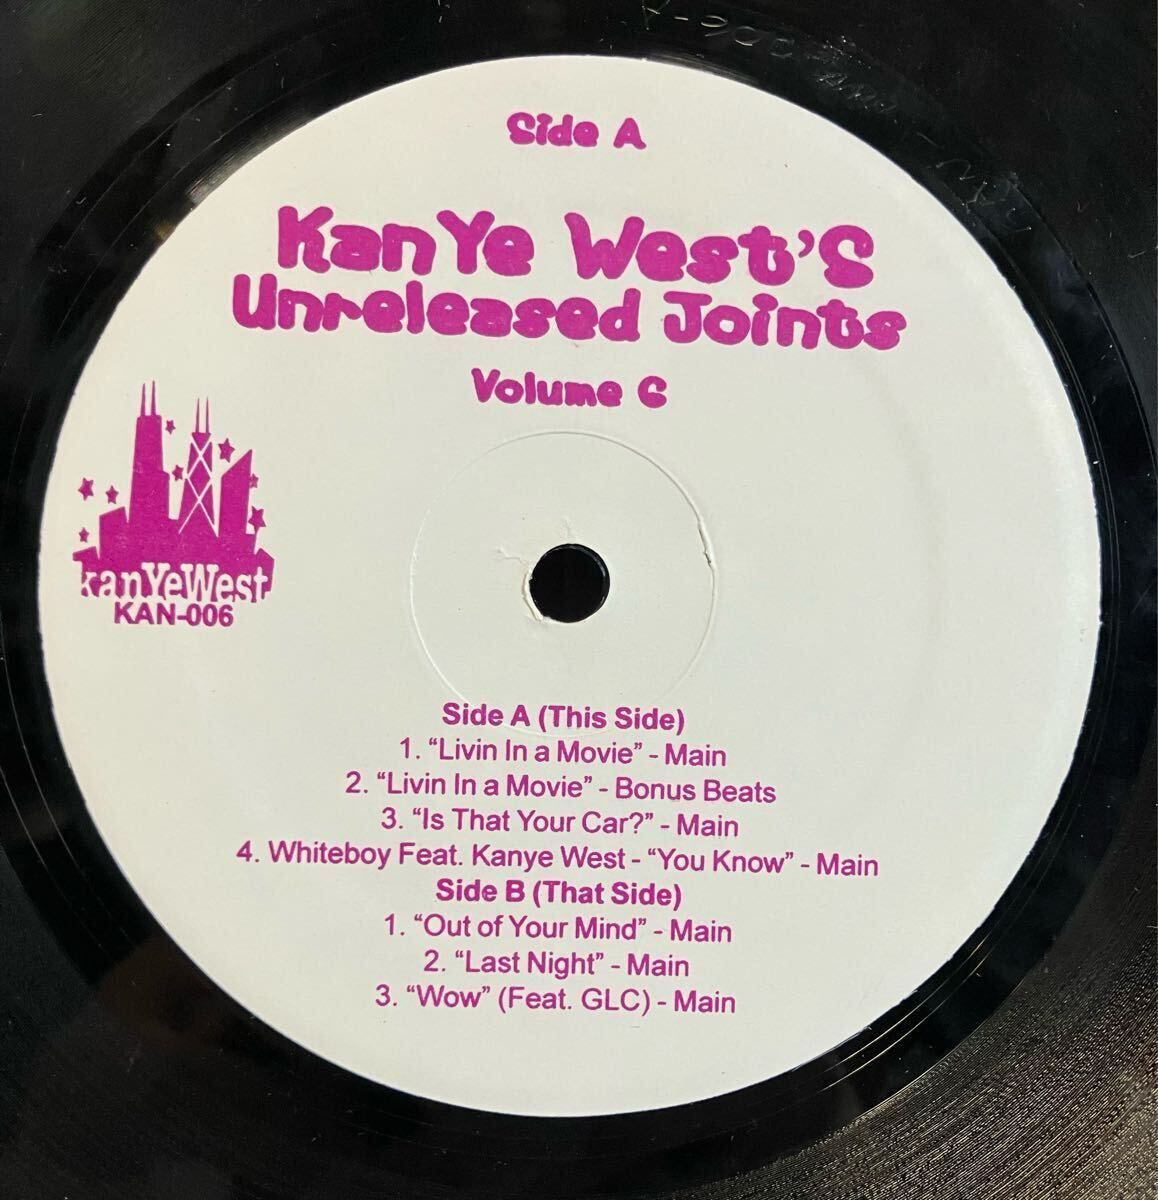 Side A
KanYe West'S
Unreleased Joints
Volume 6
kanYeWest
KAN-006
Side A (This Side)
1. “Livin In a Movie” - Main
2. “Livin In a Movie” - Bonus Beats
3. “Is That Your Car?” - Main
4. Whiteboy Feat. Kanye West - “You Know” - Main
Side B (That Side)
1. “Out of Your Mind” - Main
2. “Last Night” - Main
3. “Wow” (Feat. GLC) - Main